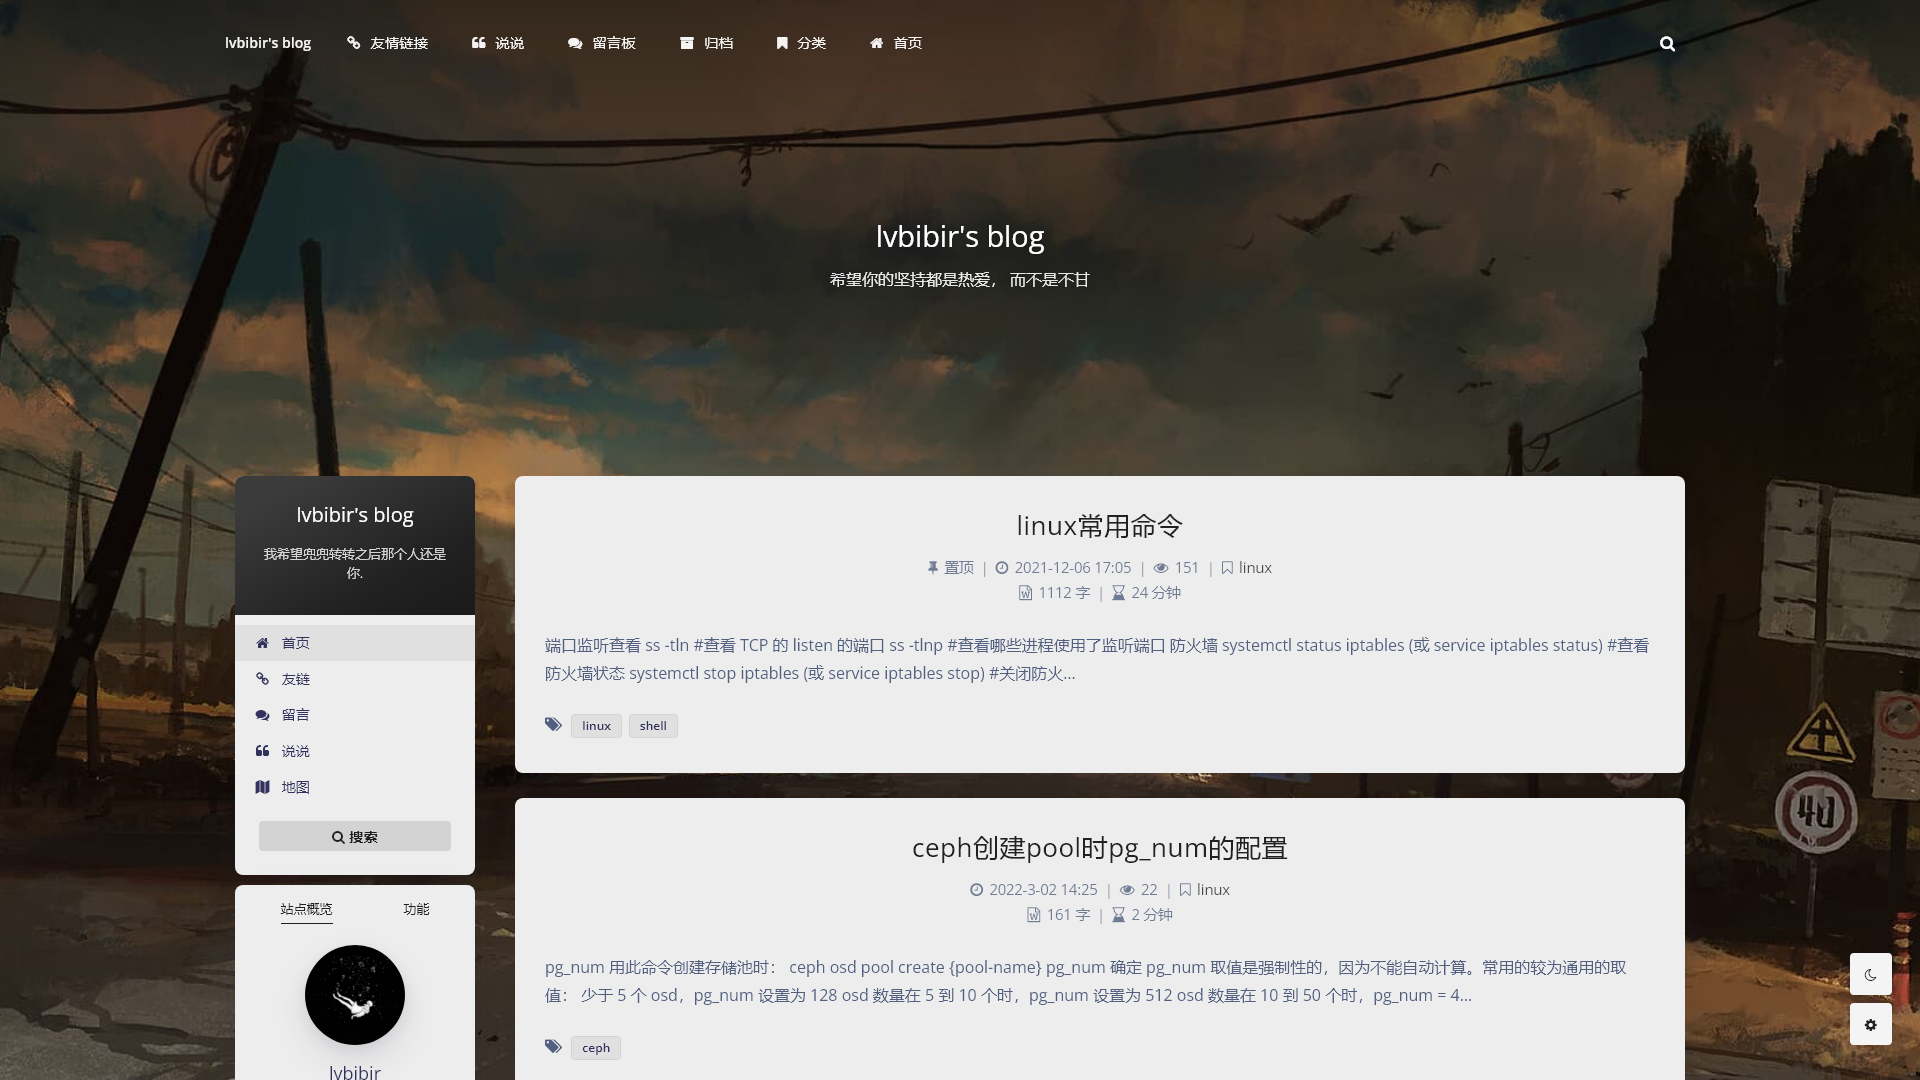 lvbibir's blog 友情链接 说说 留言板 归档 分类 首页
lvbibir's blog
希望你的坚持都是热爱， 而不是不甘
lvbibir's blog
我希望兜兜转转之后那个人还是
你.
首页
友链
留言
说说
地图
搜索
站点概览 功能
lvbibir
linux常用命令
置顶 | 2021-12-06 17:05 | 151 | linux
1112 字 | 24 分钟
端口监听查看 ss -tln #查看 TCP 的 listen 的端口 ss -tlnp #查看哪些进程使用了监听端口 防火墙 systemctl status iptables (或 service iptables status) #查看
防火墙状态 systemctl stop iptables (或 service iptables stop) #关闭防火...
linux shell
ceph创建pool时pg_num的配置
2022-3-02 14:25 | 22 | linux
161 字 | 2 分钟
pg_num 用此命令创建存储池时： ceph osd pool create {pool-name} pg_num 确定 pg_num 取值是强制性的，因为不能自动计算。常用的较为通用的取
值： 少于 5 个 osd，pg_num 设置为 128 osd 数量在 5 到 10 个时，pg_num 设置为 512 osd 数量在 10 到 50 个时，pg_num = 4...
ceph